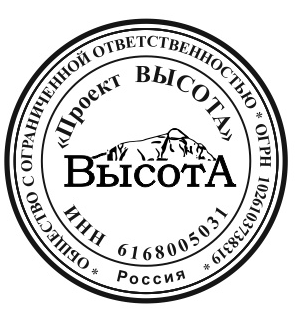 ОБЩЕСТВО С ОГРАНИЧЕННОЙ ОТВЕТСТВЕННОСТЬЮ * ОГРН 1026103738319 *
«Проект ВЫСОТА»
ВысотА
ИНН 6168005031
* Россия *